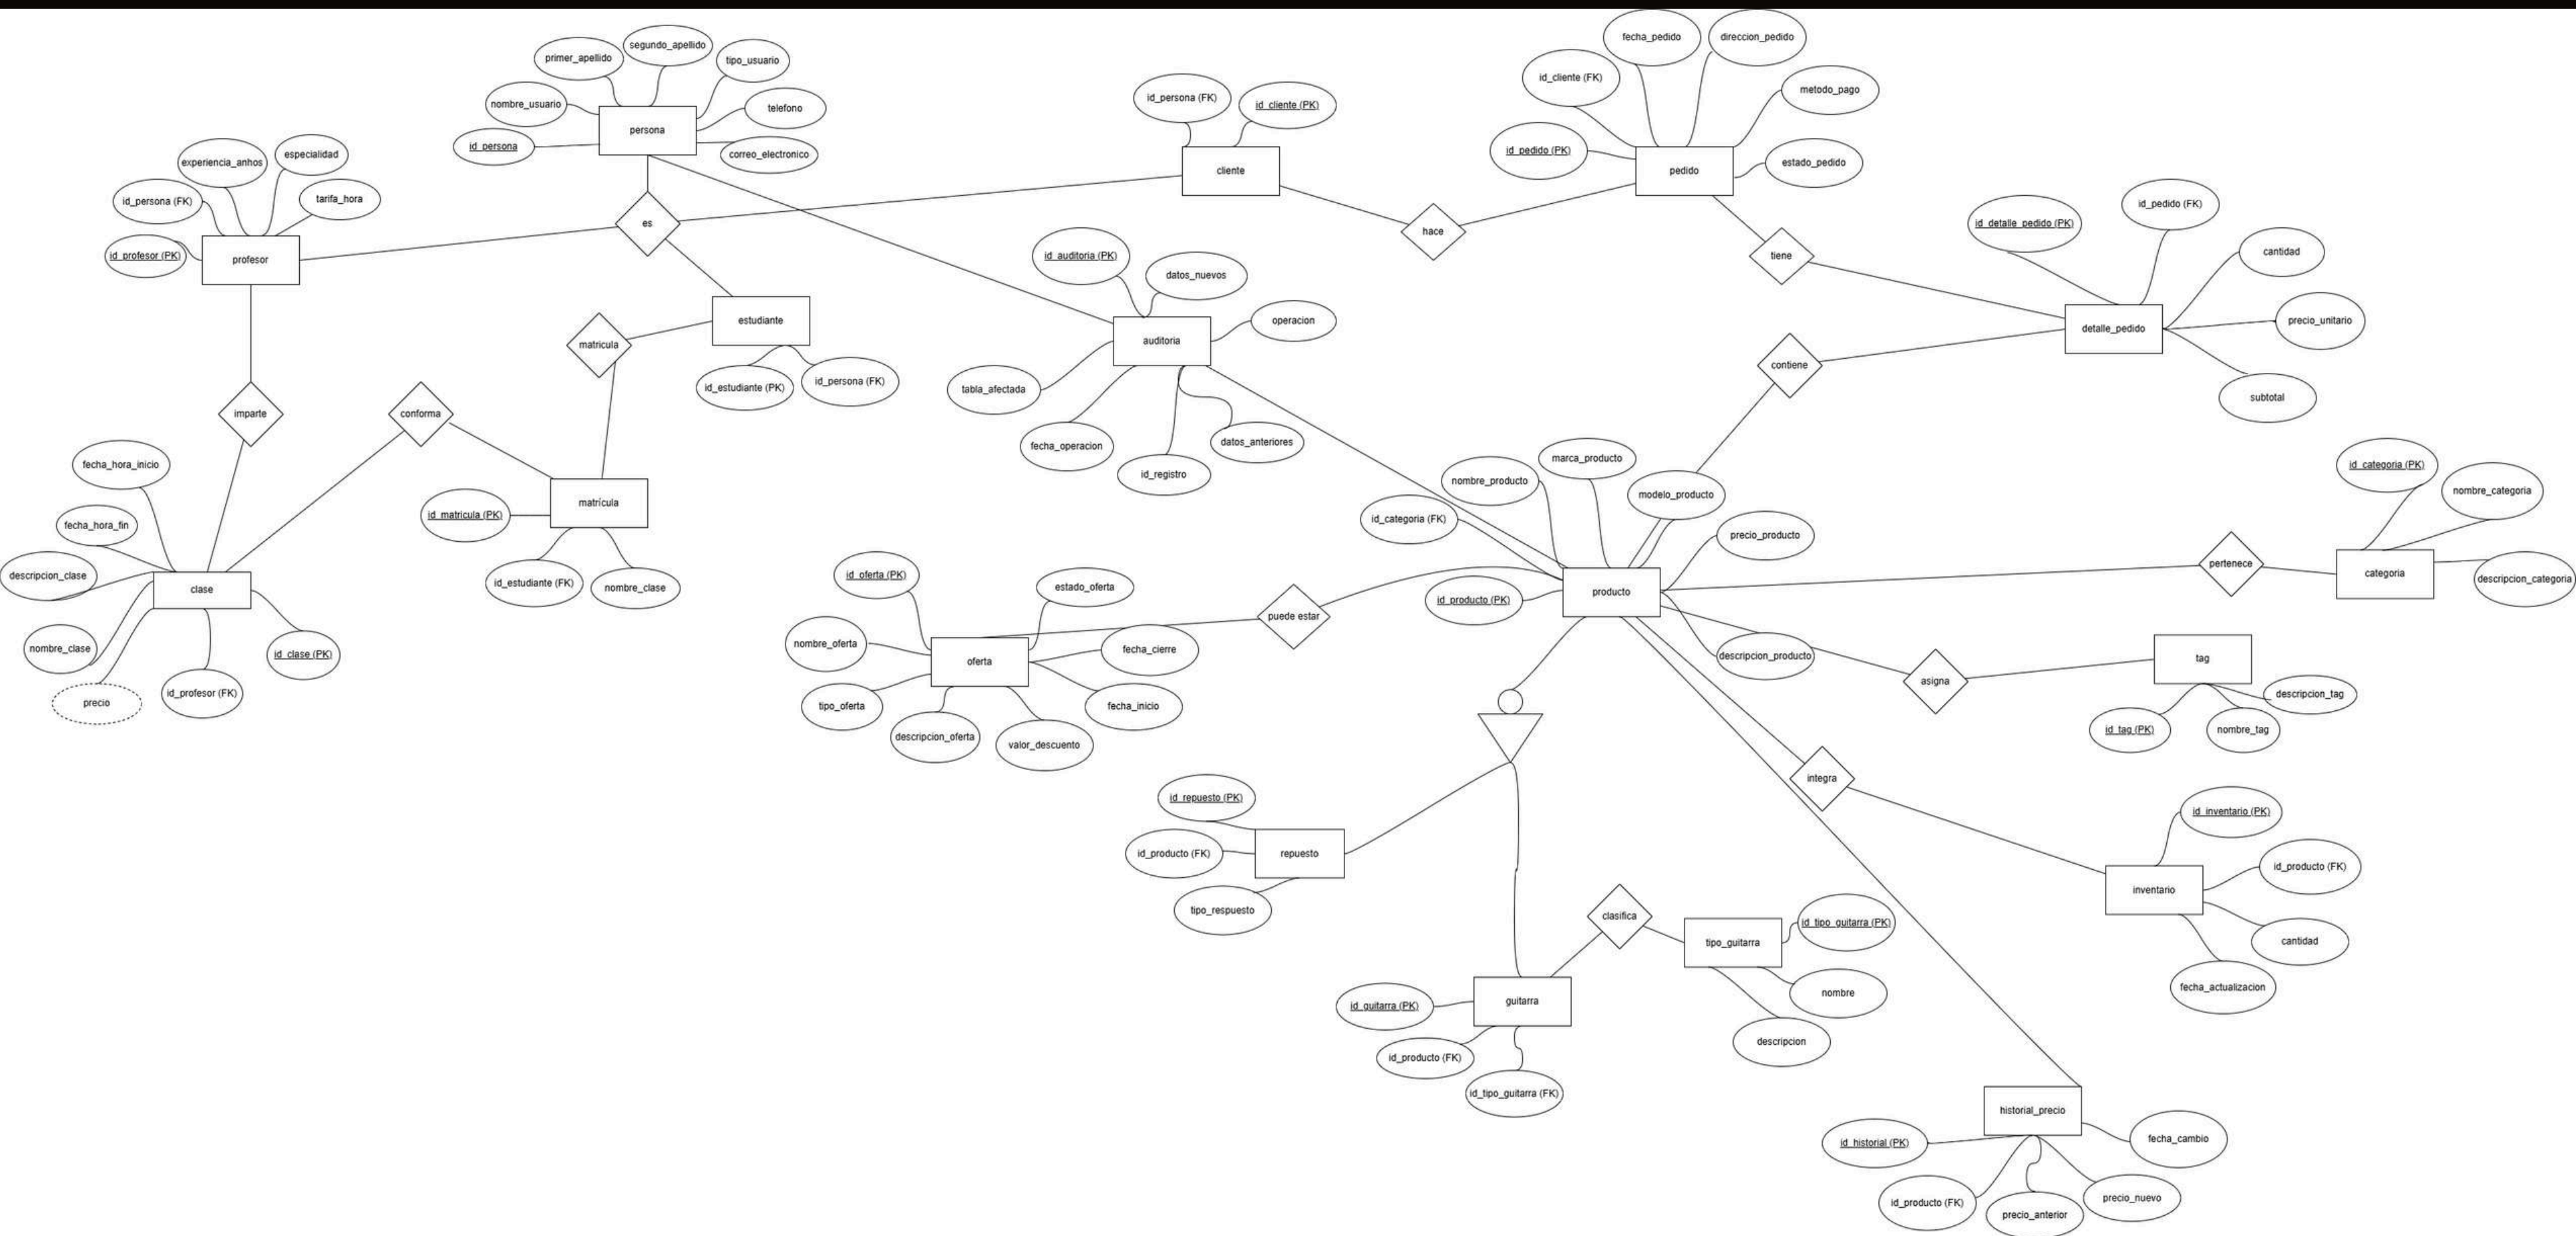 fecha_pedido
direccion_pedido
segundo_apellido
primer_apellido
tipo_usuario
id_cliente (FK)
metodo_pago
id_persona (FK)
id_cliente (PK)
nombre_usuario
telefono
persona
id_persona
correo_electronico
id_pedido (PK)
estado_pedido
pedido
cliente
experiencia_anhos
especialidad
id_persona (FK)
tarifa_hora
id_profesor (PK)
profesor
es
hace
tiene
id_detalle_pedido (PK)
id_pedido (FK)
cantidad
precio_unitario
detalle_pedido
subtotal
id_auditoria (PK)
datos_nuevos
operacion
auditoria
tabla_afectada
fecha_operacion
id_registro
datos_anteriores
estudiante
matricula
id_estudiante (PK)
id_persona (FK)
contiene
imparte
conforma
fecha_hora_inicio
fecha_hora_fin
descripcion_clase
clase
nombre_clase
precio
id_profesor (FK)
id_clase (PK)
id_matricula (PK)
matrícula
id_estudiante (FK)
nombre_clase
nombre_producto
marca_producto
modelo_producto
id_categoria (FK)
precio_producto
id_producto (PK)
producto
descripcion_producto
id_categoria (PK)
nombre_categoria
pertenece
categoria
descripcion_categoria
id_oferta (PK)
estado_oferta
nombre_oferta
oferta
fecha_cierre
tipo_oferta
descripcion_oferta
valor_descuento
fecha_inicio
puede estar
asigna
tag
descripcion_tag
id_tag (PK)
nombre_tag
integra
id_inventario (PK)
id_producto (FK)
inventario
cantidad
fecha_actualizacion
id_repuesto (PK)
id_producto (FK)
repuesto
tipo_respuesto
clasifica
tipo_guitarra
id_tipo_guitarra (PK)
nombre
descripcion
id_guitarra (PK)
guitarra
id_producto (FK)
id_tipo_guitarra (FK)
historial_precio
id_historial (PK)
fecha_cambio
id_producto (FK)
precio_anterior
precio_nuevo